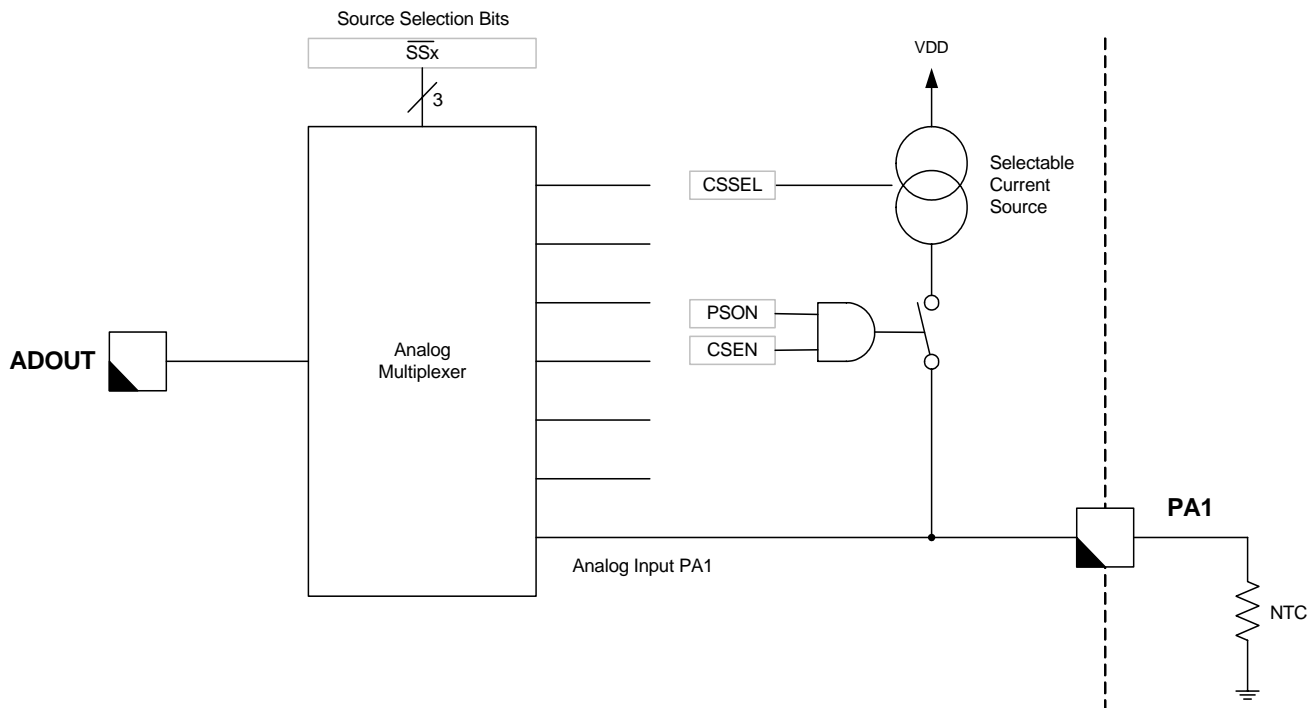 Source Selection Bits
SSx
3
VDD
Selectable
Current
Source
CSSEL
PSON
CSEN
ADOUT
Analog
Multiplexer
PA1
Analog Input PA1
NTC